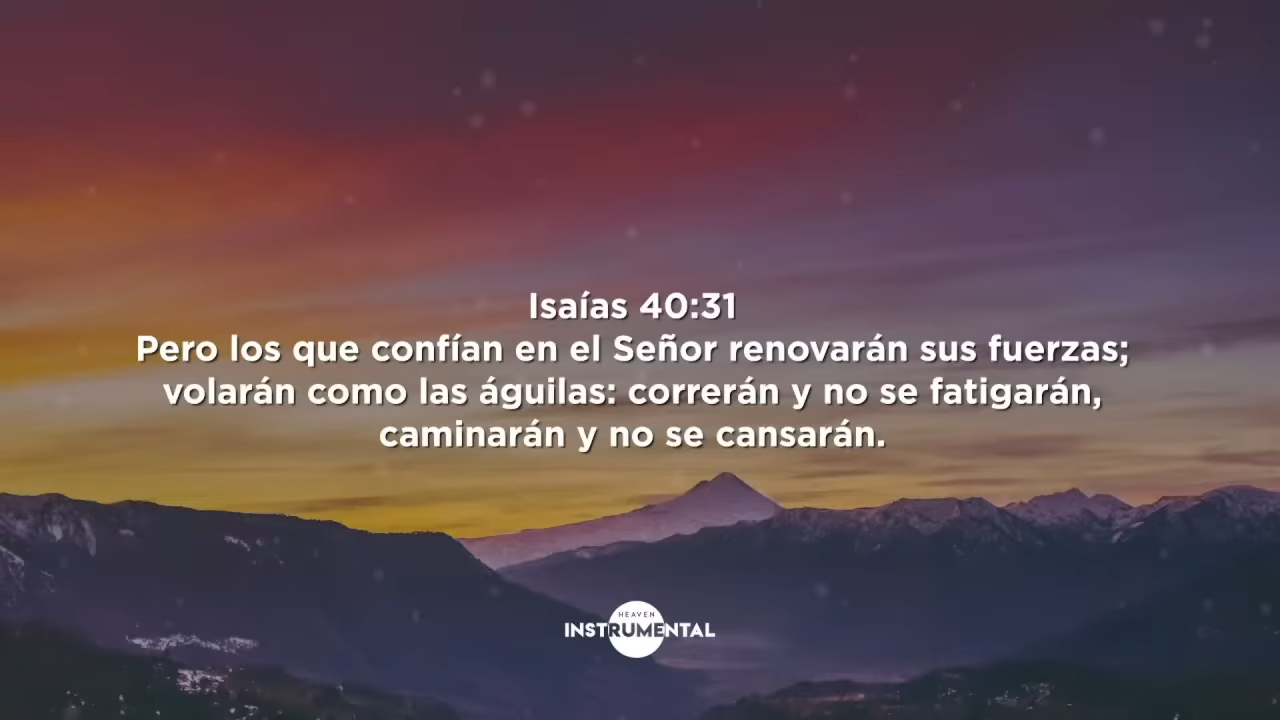 Isaías 40:31
Pero los que confían en el Señor renovarán sus fuerzas;
volarán como las águilas: correrán y no se fatigarán,
caminarán y no se cansarán.
HEAVEN
INSTRUMENTAL